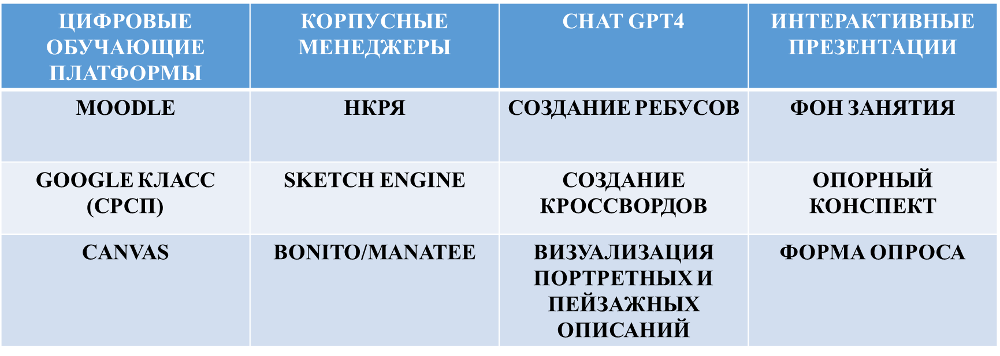 ЦИФРОВЫЕ
ОБУЧАЮЩИЕ
ПЛАТФОРМЫ
КОРПУСНЫЕ
МЕНЕДЖЕРЫ
CHAT GPT4
ИНТЕРАКТИВНЫЕ
ПРЕЗЕНТАЦИИ
MOODLE
НКРЯ
СОЗДАНИЕ РЕБУСОВ
ФОН ЗАНЯТИЯ
GOOGLE КЛАСС
(СРСП)
SKETCH ENGINE
СОЗДАНИЕ
КРОССВОРДОВ
ОПОРНЫЙ
КОНСПЕКТ
CANVAS
BONITO/MANATEE
ВИЗУАЛИЗАЦИЯ
ПОРТРЕТНЫХ И
ПЕЙЗАЖНЫХ
ОПИСАНИЙ
ФОРМА ОПРОСА